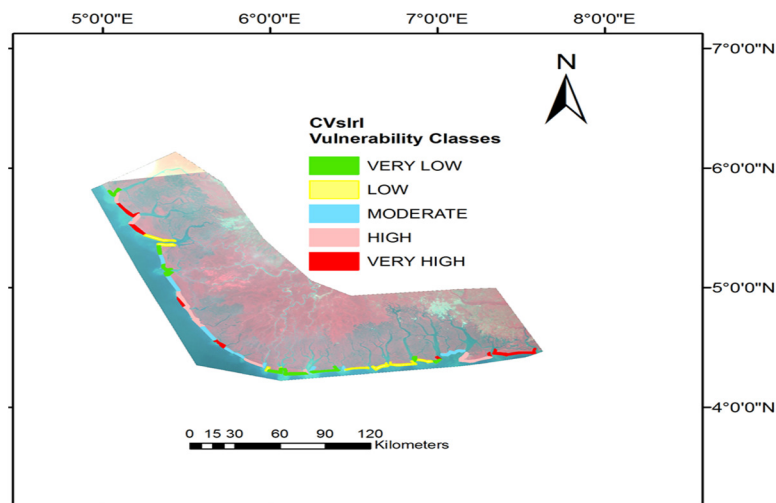 5°0'0"E 6°0'0"E 7°0'0"E 8°0'0"E
7°0'0"N
N
CVslrI
Vulnerability Classes
VERY LOW
6°0'0"N
LOW
MODERATE
HIGH
VERY HIGH
5°0'0"N
4°0'0"N
0 15 30 60 90 120
Kilometers